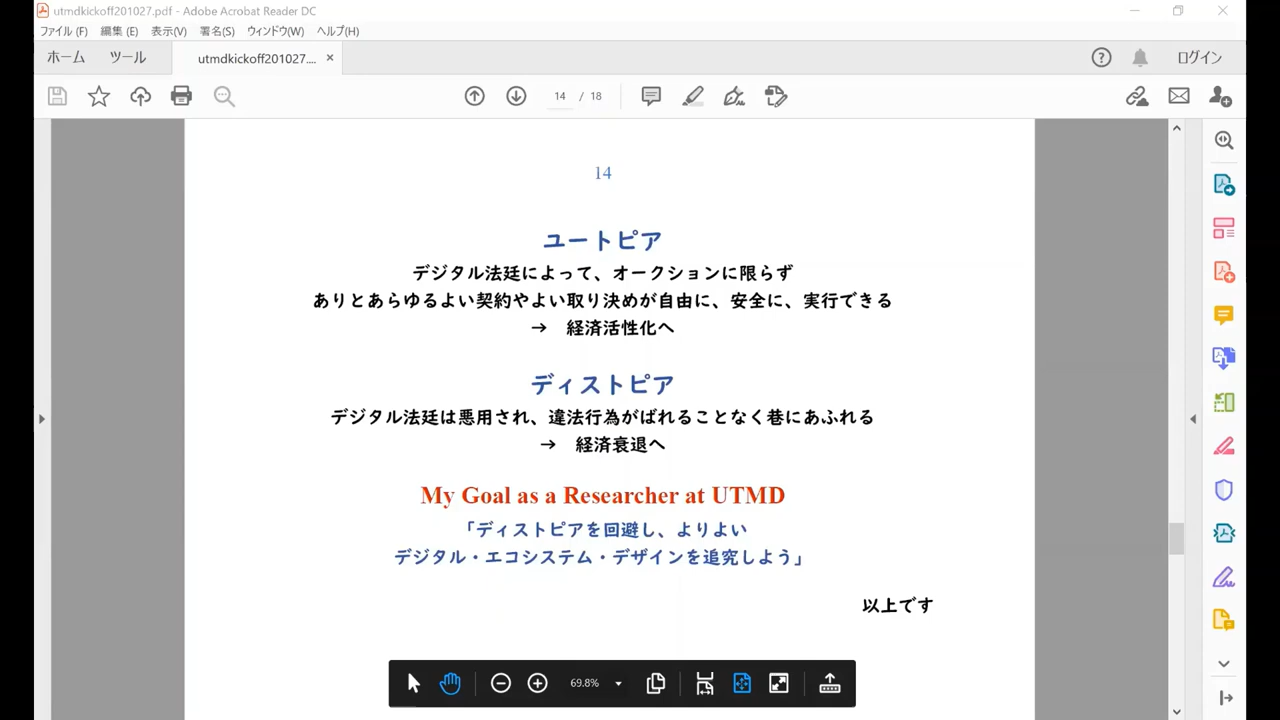 utmdkickoff201027.pdf - Adobe Acrobat Reader DC
ファイル(F) 編集(E) 表示(V) 署名(S) ウィンドウ(W) ヘルプ(H)
ホーム ツール utmdkickoff201027.... × ログイン
14 / 18
14
ユートピア
デジタル法廷によって、オークションに限らず
ありとあらゆるよい契約やよい取り決めが自由に、安全に、実行できる
→ 経済活性化へ
ディストピア
デジタル法廷は悪用され、違法行為がばれることなく巷にあふれる
→ 経済衰退へ
My Goal as a Researcher at UTMD
「ディストピアを回避し、よりよい
デジタル・エコシステム・デザインを追究しよう」
以上です
69.8%